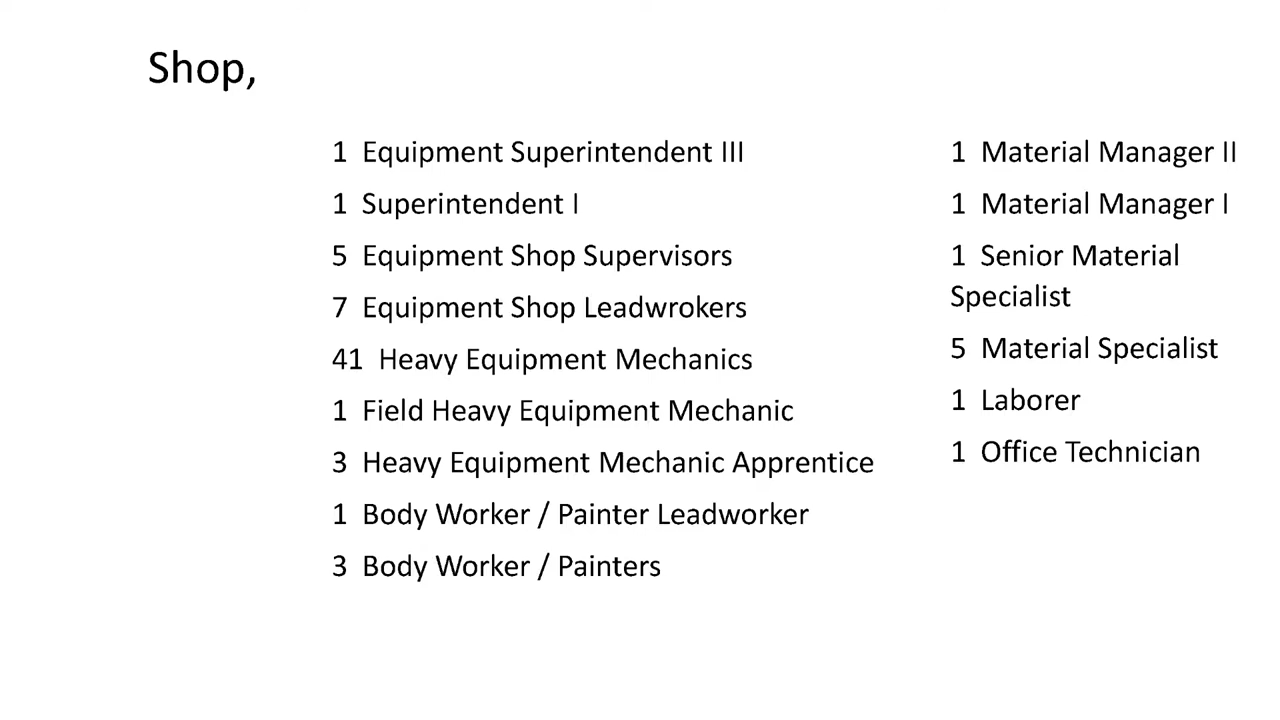 Shop,
1  Equipment Superintendent III
1  Superintendent I
5  Equipment Shop Supervisors
7  Equipment Shop Leadwrokers
41  Heavy Equipment Mechanics
1  Field Heavy Equipment Mechanic
3  Heavy Equipment Mechanic Apprentice
1  Body Worker / Painter Leadworker
3  Body Worker / Painters
1  Material Manager II
1  Material Manager I
1  Senior Material
Specialist
5  Material Specialist
1  Laborer
1  Office Technician